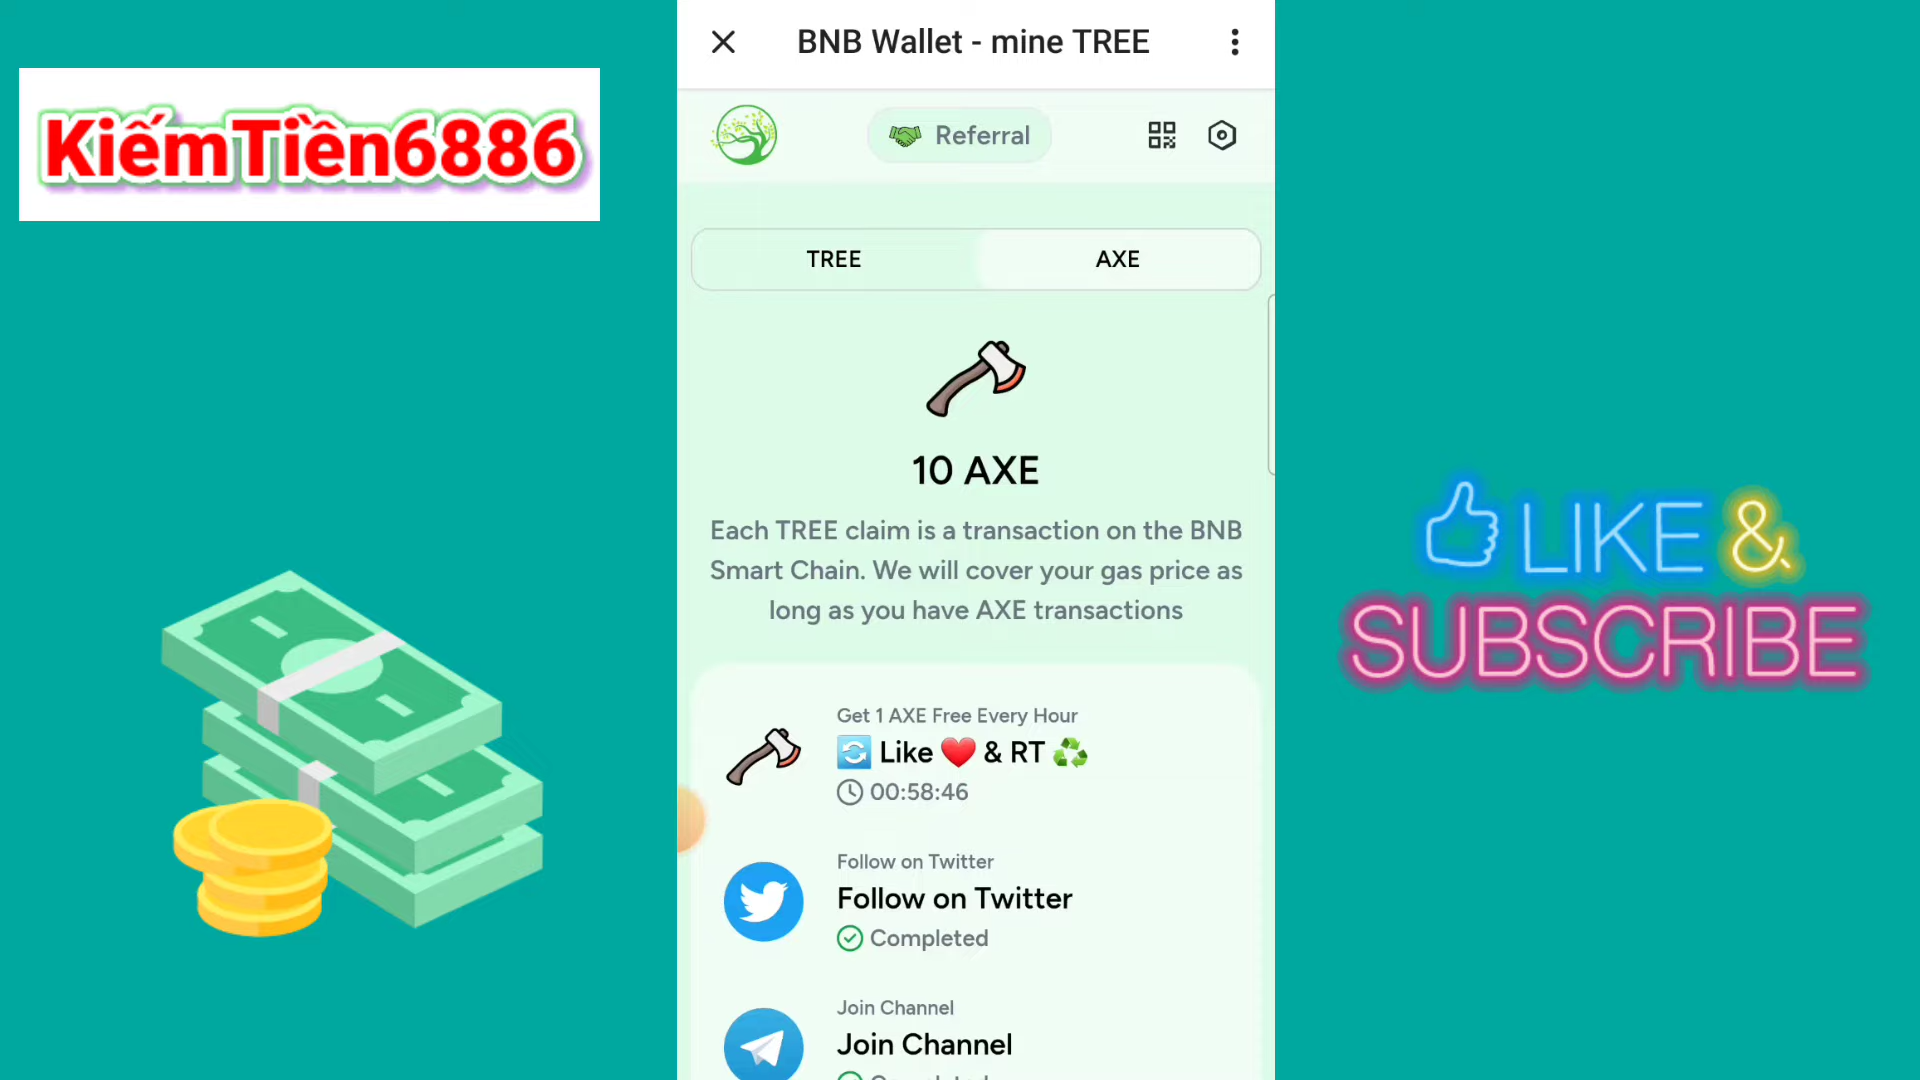 KiếmTiền6886
BNB Wallet - mine TREE
Referral
TREE
AXE
10 AXE
Each TREE claim is a transaction on the BNB
Smart Chain. We will cover your gas price as
long as you have AXE transactions
Get 1 AXE Free Every Hour
Like ❤️ & RT ♻️
00:58:46
Follow on Twitter
Follow on Twitter
Completed
Join Channel
Join Channel
LIKE &
SUBSCRIBE